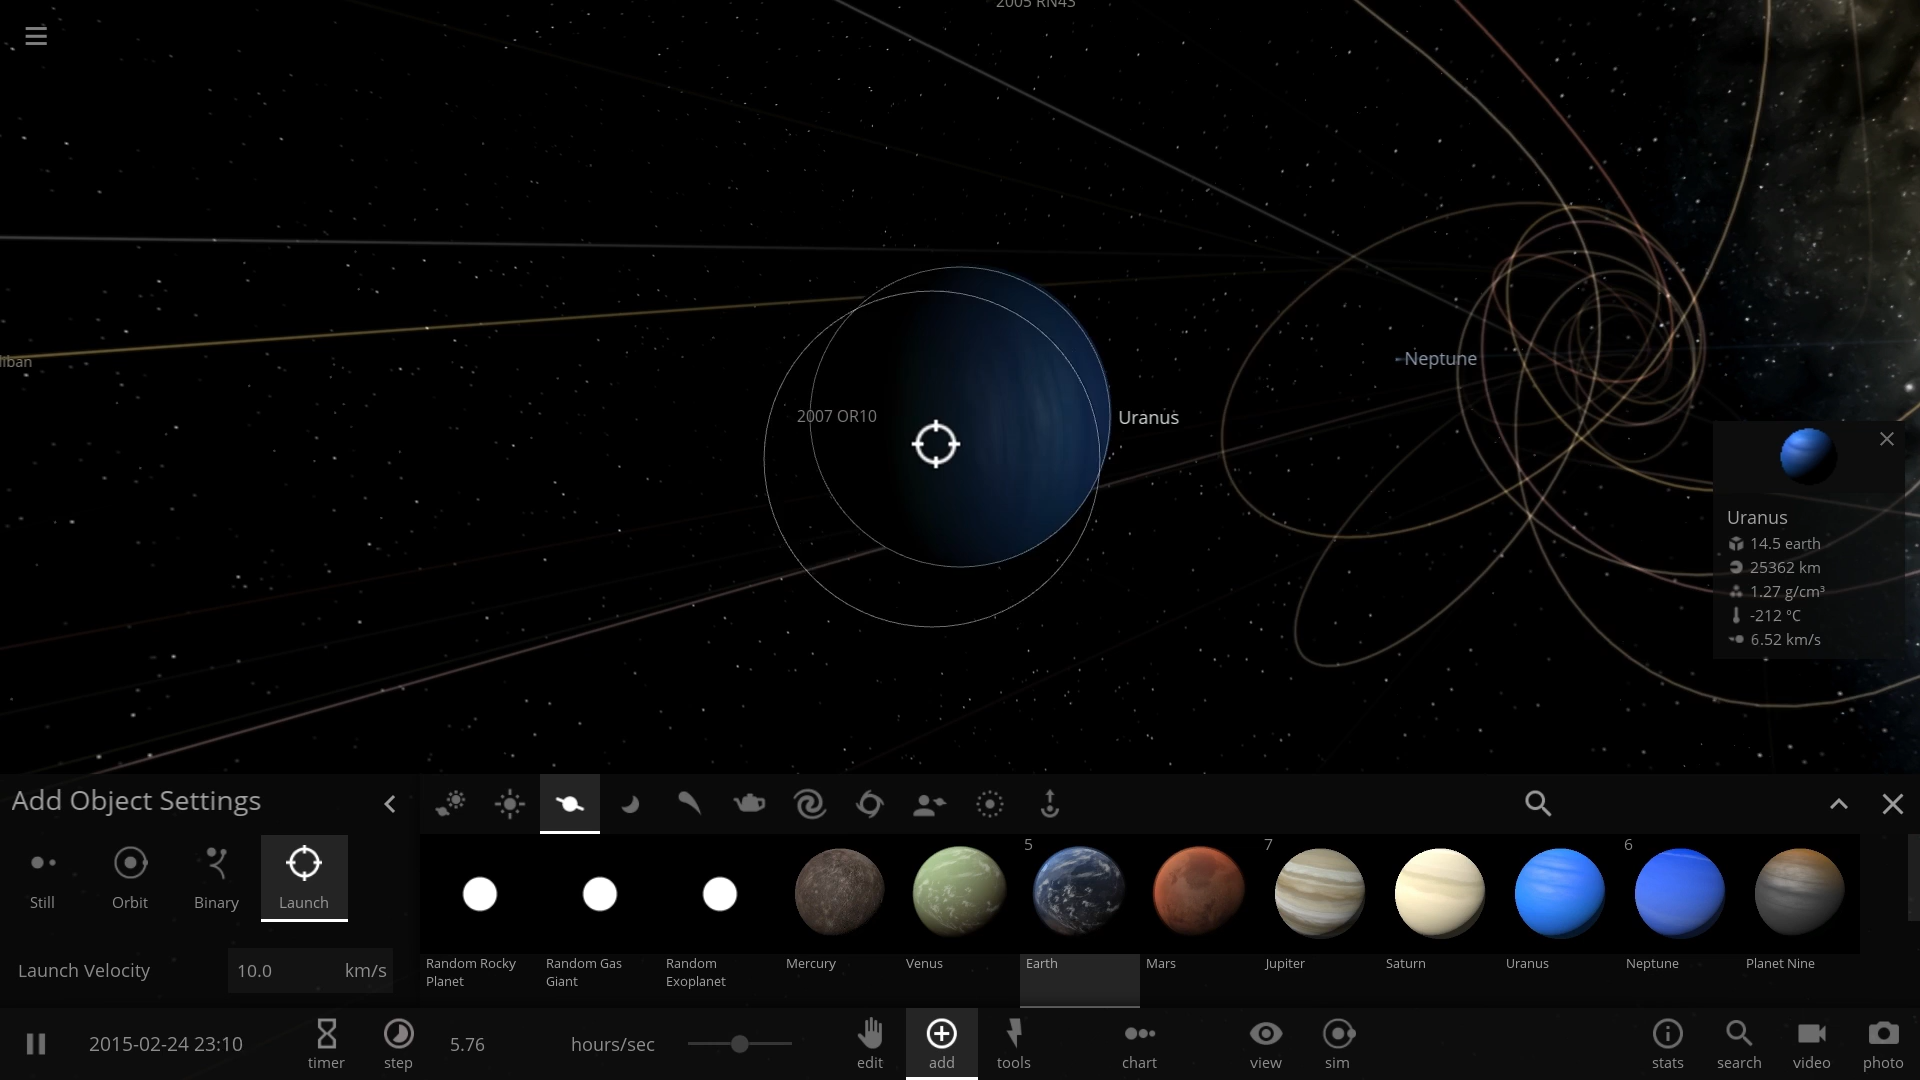 2005 RN43
liban
Neptune
2007 OR10
Uranus
Uranus
14.5 earth
25362 km
1.27 g/cm³
-212 °C
6.52 km/s
Add Object Settings
Still
Orbit
Binary
Launch
Launch Velocity
10.0
km/s
5
7
6
Random Rocky
Planet
Random Gas
Giant
Random
Exoplanet
Mercury
Venus
Earth
Mars
Jupiter
Saturn
Uranus
Neptune
Planet Nine
2015-02-24 23:10
timer
step
5.76
hours/sec
edit
add
tools
chart
view
sim
stats
search
video
photo